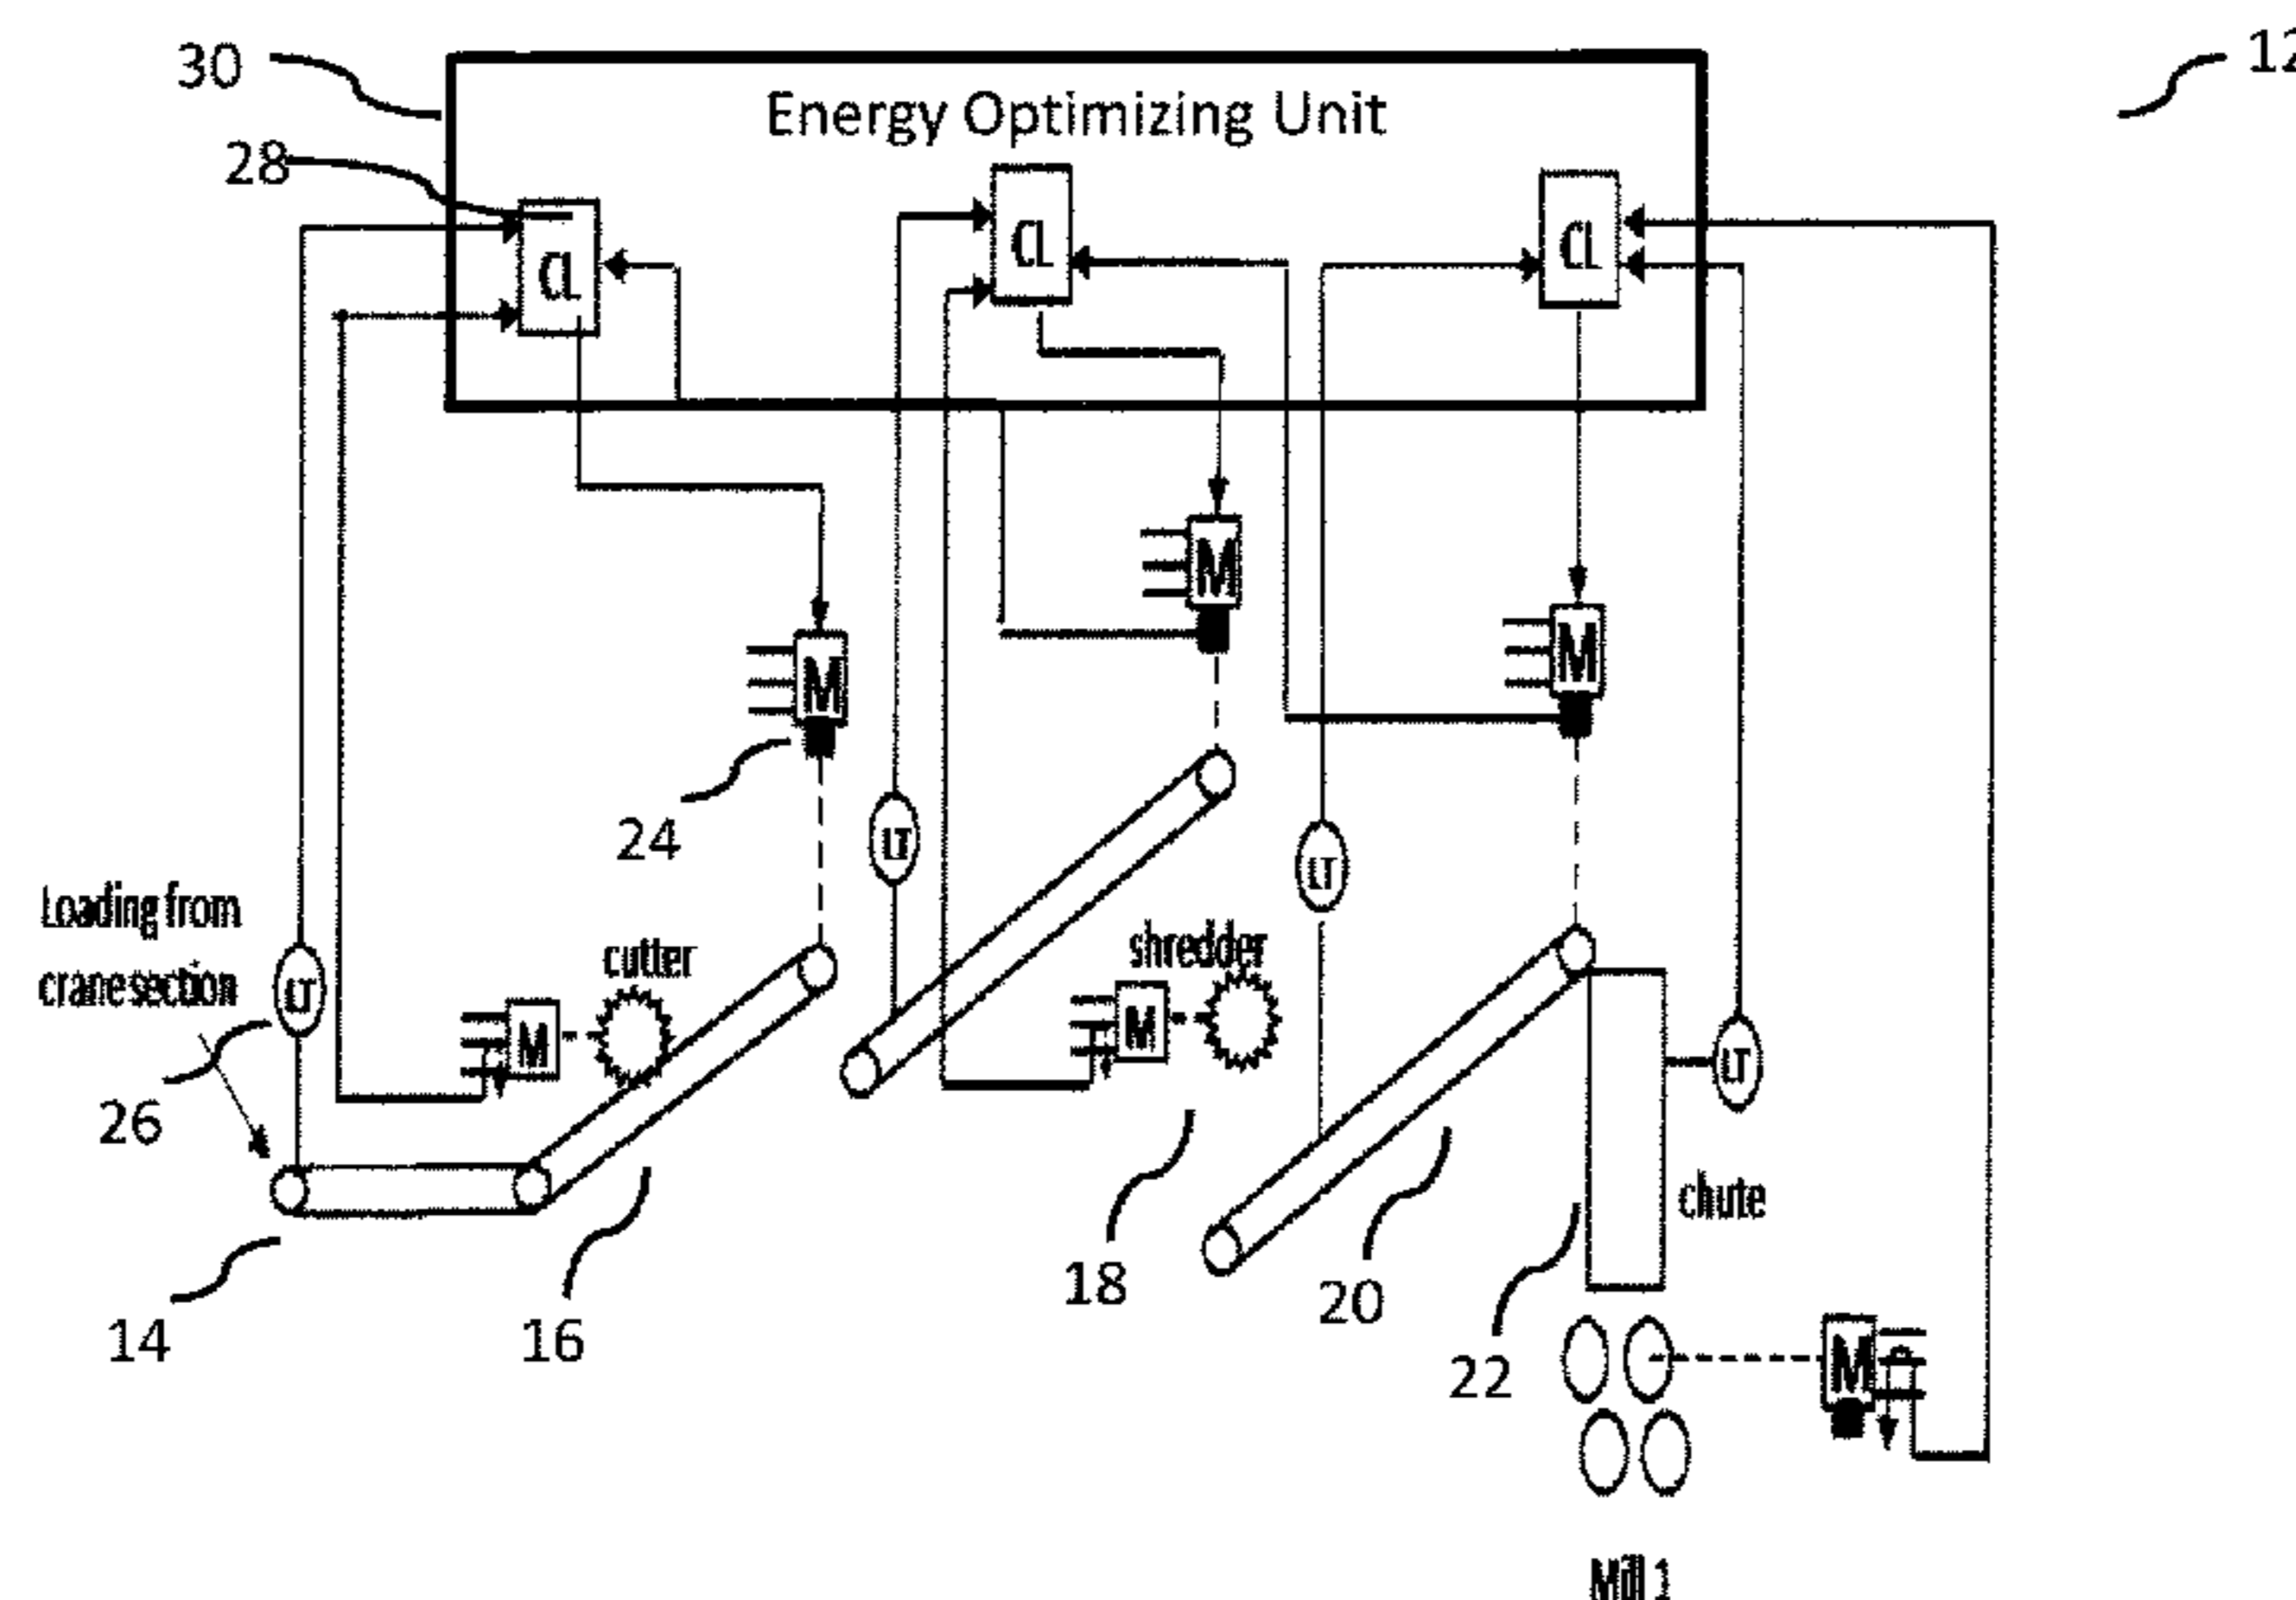 30
12
Energy Optimizing Unit
28
CL
CL
CL
M
M
M
24
LT
LT
Loading from
crane section
cutter
shredder
LT
M
M
LT
26
chute
14
16
18
20
22
M
Mill 1